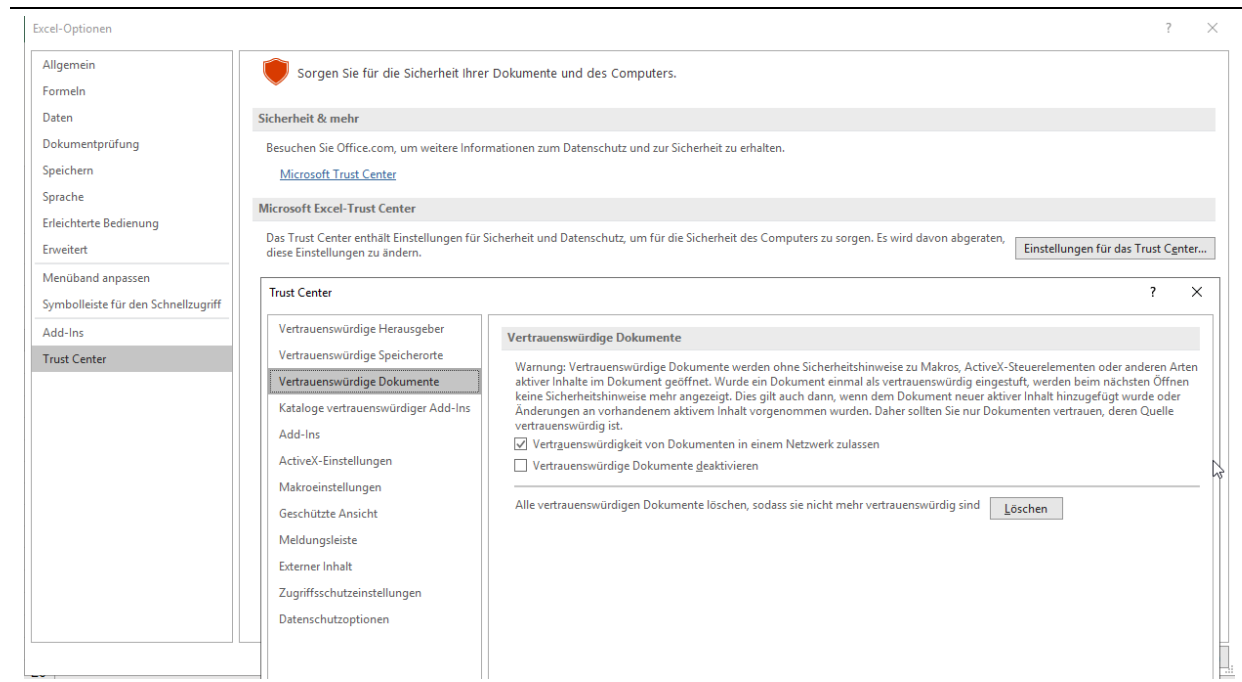 Excel-Optionen
?
Allgemein
Formeln
Daten
Dokumentprüfung
Speichern
Sprache
Erleichterte Bedienung
Erweitert
Menüband anpassen
Symbolleiste für den Schnellzugriff
Add-Ins
Trust Center
Sorgen Sie für die Sicherheit Ihrer Dokumente und des Computers.
Sicherheit & mehr
Besuchen Sie Office.com, um weitere Informationen zum Datenschutz und zur Sicherheit zu erhalten.
Microsoft Trust Center
Microsoft Excel-Trust Center
Das Trust Center enthält Einstellungen für Sicherheit und Datenschutz, um für die Sicherheit des Computers zu sorgen. Es wird davon abgeraten,
diese Einstellungen zu ändern.
Einstellungen für das Trust Center...
Trust Center
?
Vertrauenswürdige Herausgeber
Vertrauenswürdige Speicherorte
Vertrauenswürdige Dokumente
Kataloge vertrauenswürdiger Add-Ins
Add-Ins
ActiveX-Einstellungen
Makroeinstellungen
Geschützte Ansicht
Meldungsleiste
Externer Inhalt
Zugriffsschutzeinstellungen
Datenschutzoptionen
Vertrauenswürdige Dokumente
Warnung: Vertrauenswürdige Dokumente werden ohne Sicherheitshinweise zu Makros, ActiveX-Steuerelementen oder anderen Arten
aktiver Inhalte im Dokument geöffnet. Wurde ein Dokument einmal als vertrauenswürdig eingestuft, werden beim nächsten Öffnen
keine Sicherheitshinweise mehr angezeigt. Dies gilt auch dann, wenn dem Dokument neuer aktiver Inhalt hinzugefügt wurde oder
Änderungen an vorhandenem aktivem Inhalt vorgenommen wurden. Daher sollten Sie nur Dokumenten vertrauen, deren Quelle
vertrauenswürdig ist.
Vertrauenswürdigkeit von Dokumenten in einem Netzwerk zulassen
Vertrauenswürdige Dokumente deaktivieren
Alle vertrauenswürdigen Dokumente löschen, sodass sie nicht mehr vertrauenswürdig sind
Löschen